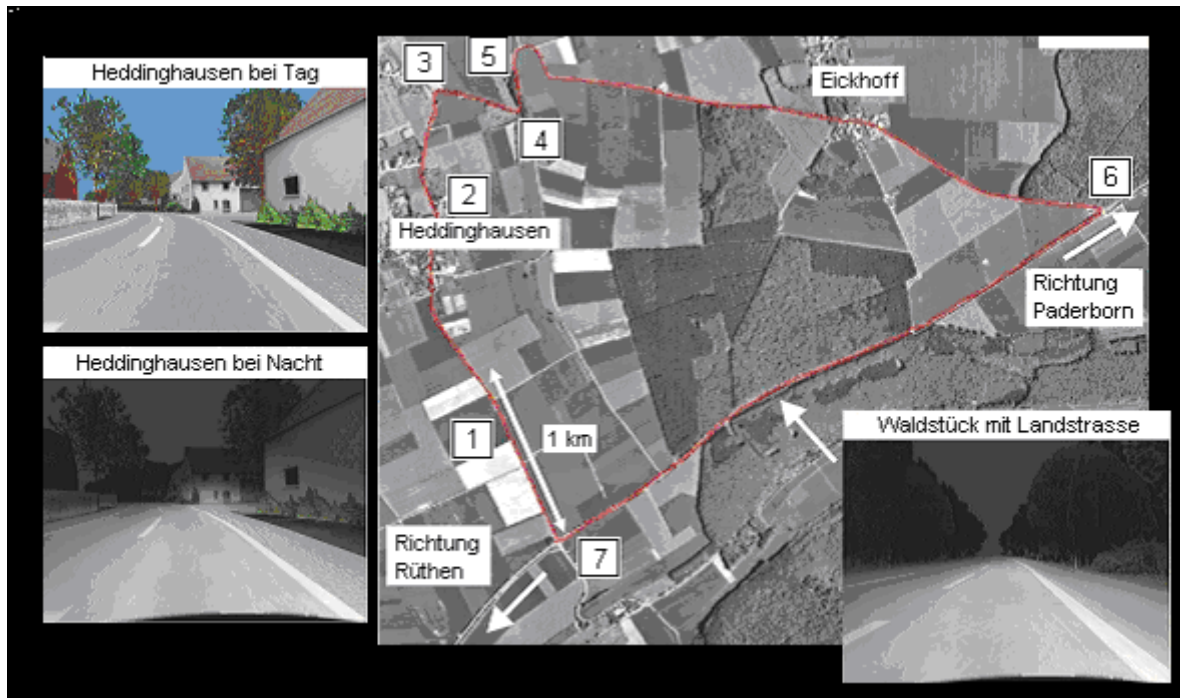 Heddinghausen bei Tag
Heddinghausen bei Nacht
3
5
4
2
Heddinghausen
1
1 km
Richtung
Rüthen
7
Eickhoff
6
Richtung
Paderborn
Waldstück mit Landstrasse